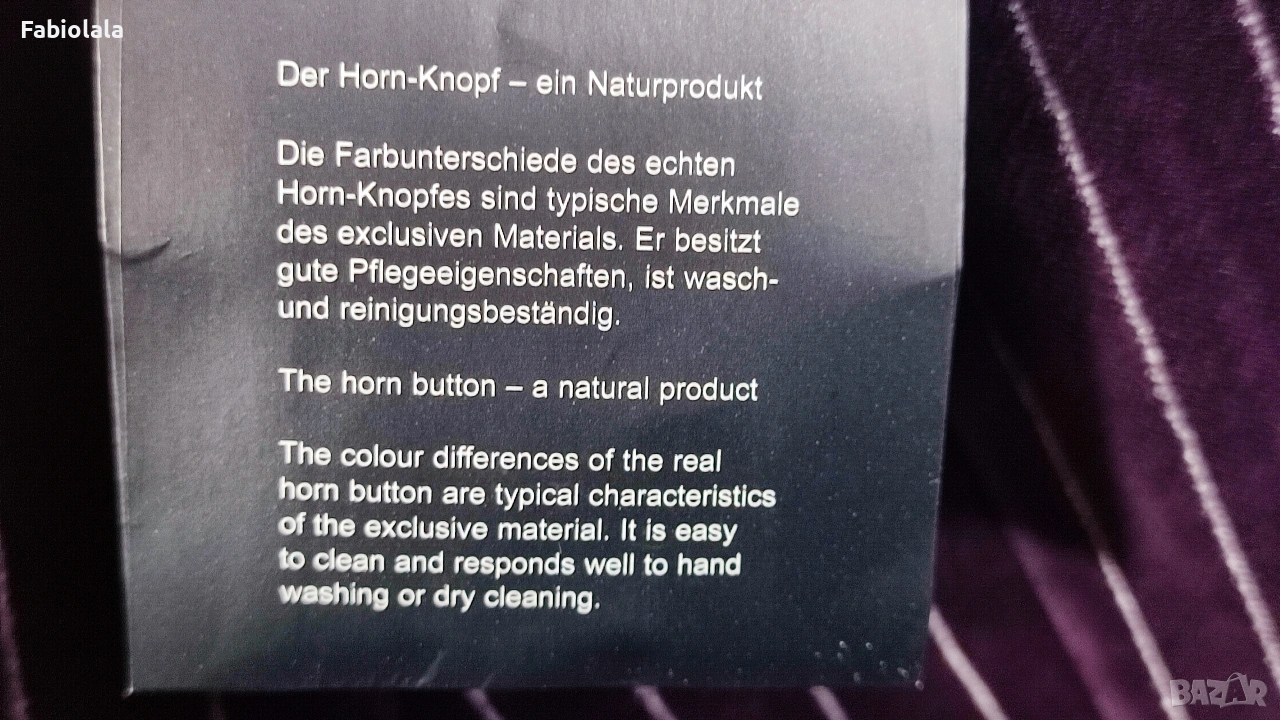 Fabiolala
Der Horn-Knopf – ein Naturprodukt
Die Farbunterschiede des echten
Horn-Knopfes sind typische Merkmale
des exclusiven Materials. Er besitzt
gute Pflegeeigenschaften, ist wasch-
und reinigungsbeständig.
The horn button – a natural product
The colour differences of the real
horn button are typical characteristics
of the exclusive material. It is easy
to clean and responds well to hand
washing or dry cleaning.
BAZAR